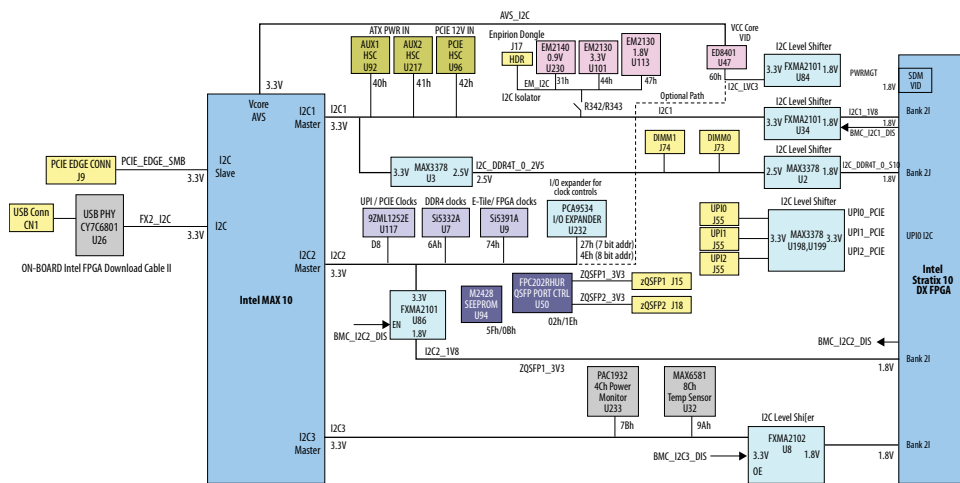 AVS_I2C
ATX PWR IN
PCIE 12V IN
AUX1
HSC
U92
40h
AUX2
HSC
U217
41h
PCIE
HSC
U96
42h
Enpirion Dongle
J17
HDR
EM_I2C
I2C Isolator
EM2140
0.9V
U230
31h
EM2130
3.3V
U101
44h
EM2130
1.8V
U113
47h
R342/R343
Optional Path
VCC Core
VID
ED8401
U47
60h
I2C_LVC3
I2C Level Shifter
3.3V
FXMA2101
U84
1.8V
PWRMGT
1.8V
SDM
VID
3.3V
Vcore
AVS
I2C1
Master
I2C1
3.3V
I2C1
I2C Level Shifter
3.3V
FXMA2101
U34
1.8V
I2C1_1V8
1.8V
BMC_I2C1_DIS
Bank 2I
DIMM1
J74
DIMM0
J73
I2C Level Shifter
2.5V
MAX3378
U2
1.8V
I2C_DDR4T_0_S10
1.8V
Bank 2J
3.3V
MAX3378
U3
2.5V
I2C_DDR4T_0_2V5
2.5V
PCIE EDGE CONN
J9
PCIE_EDGE_SMB
3.3V
I2C
Slave
USB Conn
CN1
USB PHY
CY7C6801
U26
FX2_I2C
3.3V
I2C
ON-BOARD Intel FPGA Download Cable II
UPI / PCIE Clocks
9ZML1252E
U117
D8
DDR4 clocks
Si5332A
U7
6Ah
E-Tile/ FPGA clocks
Si5391A
U9
74h
I/O expander for
clock controls
PCA9534
I/O EXPANDER
U232
27h (7 bit addr)
4Eh (8 bit addr)
UPI0
J55
UPI1
J55
UPI2
J55
I2C Level Shifter
3.3V
MAX3378
U198,U199
3.3V
UPI0_PCIE
UPI1_PCIE
UPI2_PCIE
UPI0 I2C
I2C2
Master
I2C2
3.3V
Intel MAX 10
Intel
Stratix 10
DX FPGA
3.3V
FXMA2101
U86
EN
1.8V
BMC_I2C2_DIS
M2428
SEEPROM
U94
5Fh/0Bh
FPC202RHUR
QSFP PORT CTRL
U50
02h/1Eh
ZQSFP1_3V3
zQSFP1 J15
ZQSFP2_3V3
zQSFP2 J18
BMC_I2C2_DIS
I2C2_1V8
Bank 2I
1.8V
ZQSFP1_3V3
PAC1932
4Ch Power
Monitor
U233
7Bh
MAX6581
8Ch
Temp Sensor
U32
9Ah
I2C3
Master
I2C3
3.3V
I2C Level Shi[er
FXMA2102
U8
3.3V
1.8V
OE
BMC_I2C3_DIS
Bank 2I
1.8V